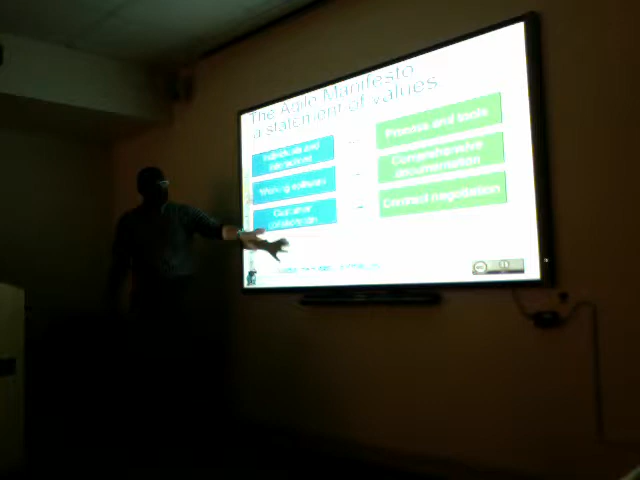 The Agile Manifesto
a statement of values
Individuals and
Process and tools
Working software
Comprehensive
documentation
Customer
collaboration
Contract negotiation